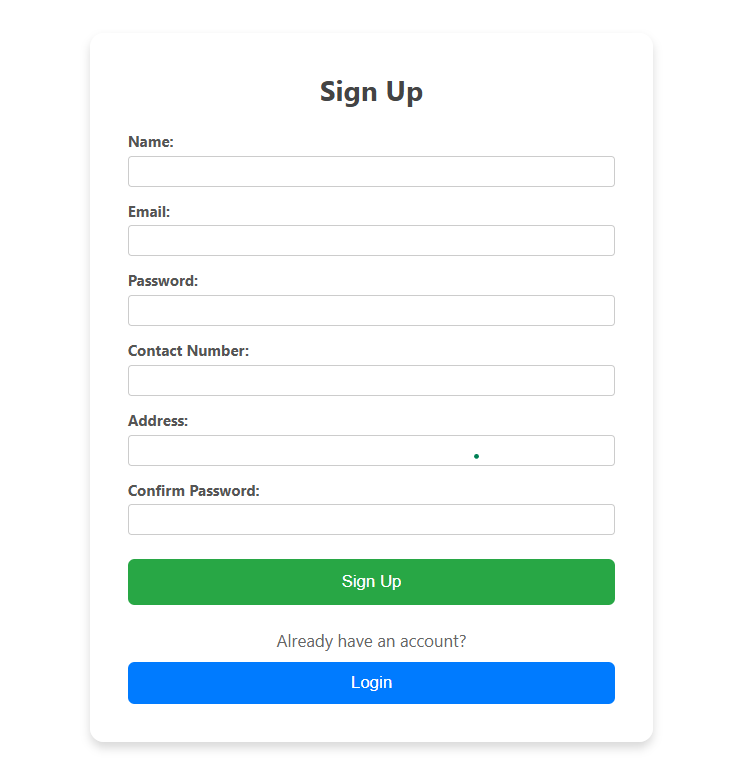 Sign Up
Name:
Email:
Password:
Contact Number:
Address:
Confirm Password:
Sign Up
Already have an account?
Login